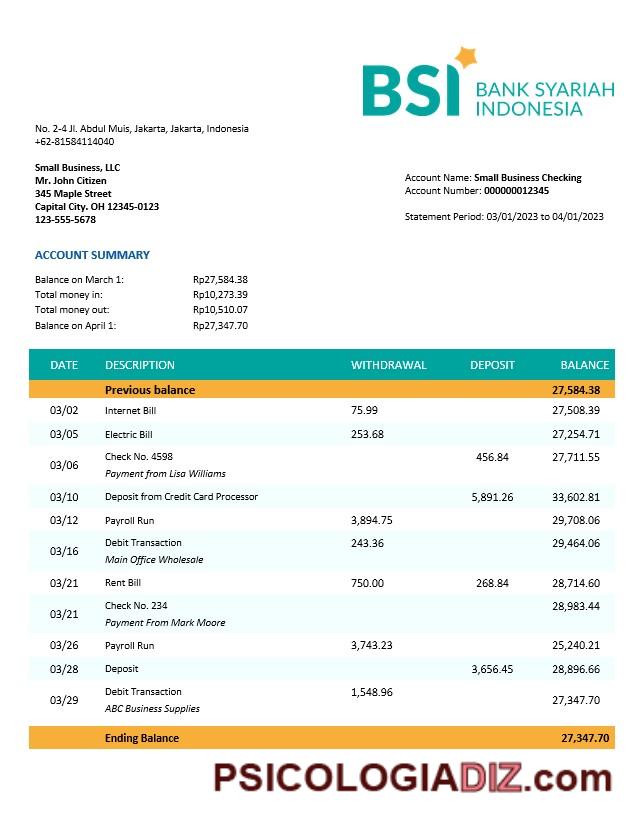 BSI BANK SYARIAH
INDONESIA
No. 2-4 Jl. Abdul Muis, Jakarta, Jakarta, Indonesia
+62-81584114040
Small Business, LLC
Mr. John Citizen
345 Maple Street
Capital City. OH 12345-0123
123-555-5678
Account Name: Small Business Checking
Account Number: 000000012345
Statement Period: 03/01/2023 to 04/01/2023
ACCOUNT SUMMARY
Balance on March 1: Rp27,584.38
Total money in: Rp10,273.39
Total money out: Rp10,510.07
Balance on April 1: Rp27,347.70
DATE DESCRIPTION WITHDRAWAL DEPOSIT BALANCE
Previous balance 27,584.38
03/02 Internet Bill 75.99 27,508.39
03/05 Electric Bill 253.68 27,254.71
03/06 Check No. 4598 456.84 27,711.55
Payment from Lisa Williams
03/10 Deposit from Credit Card Processor 5,891.26 33,602.81
03/12 Payroll Run 3,894.75 29,708.06
03/16 Debit Transaction 243.36 29,464.06
Main Office Wholesale
03/21 Rent Bill 750.00 268.84 28,714.60
03/21 Check No. 234 28,983.44
Payment From Mark Moore
03/26 Payroll Run 3,743.23 25,240.21
03/28 Deposit 3,656.45 28,896.66
03/29 Debit Transaction 1,548.96 27,347.70
ABC Business Supplies
Ending Balance 27,347.70
PSICOLOGIADIZ.com